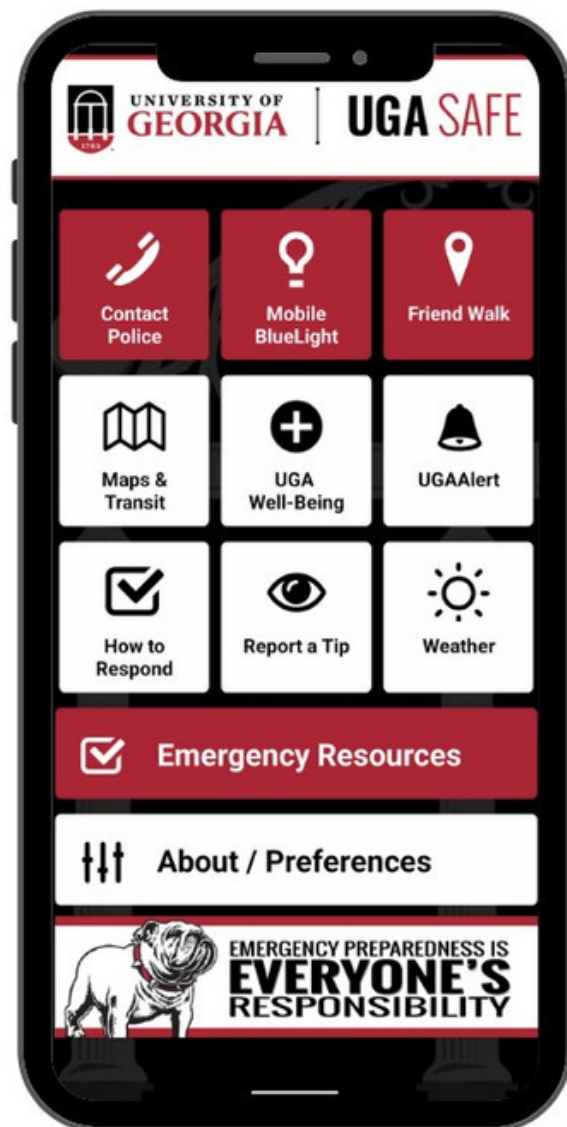 UNIVERSITY OF
GEORGIA
1785
UGA SAFE
Contact
Police
Mobile
BlueLight
Friend Walk
Maps &
Transit
UGA
Well-Being
UGAAlert
How to
Respond
Report a Tip
Weather
Emergency Resources
About / Preferences
EMERGENCY PREPAREDNESS IS
EVERYONE'S
RESPONSIBILITY